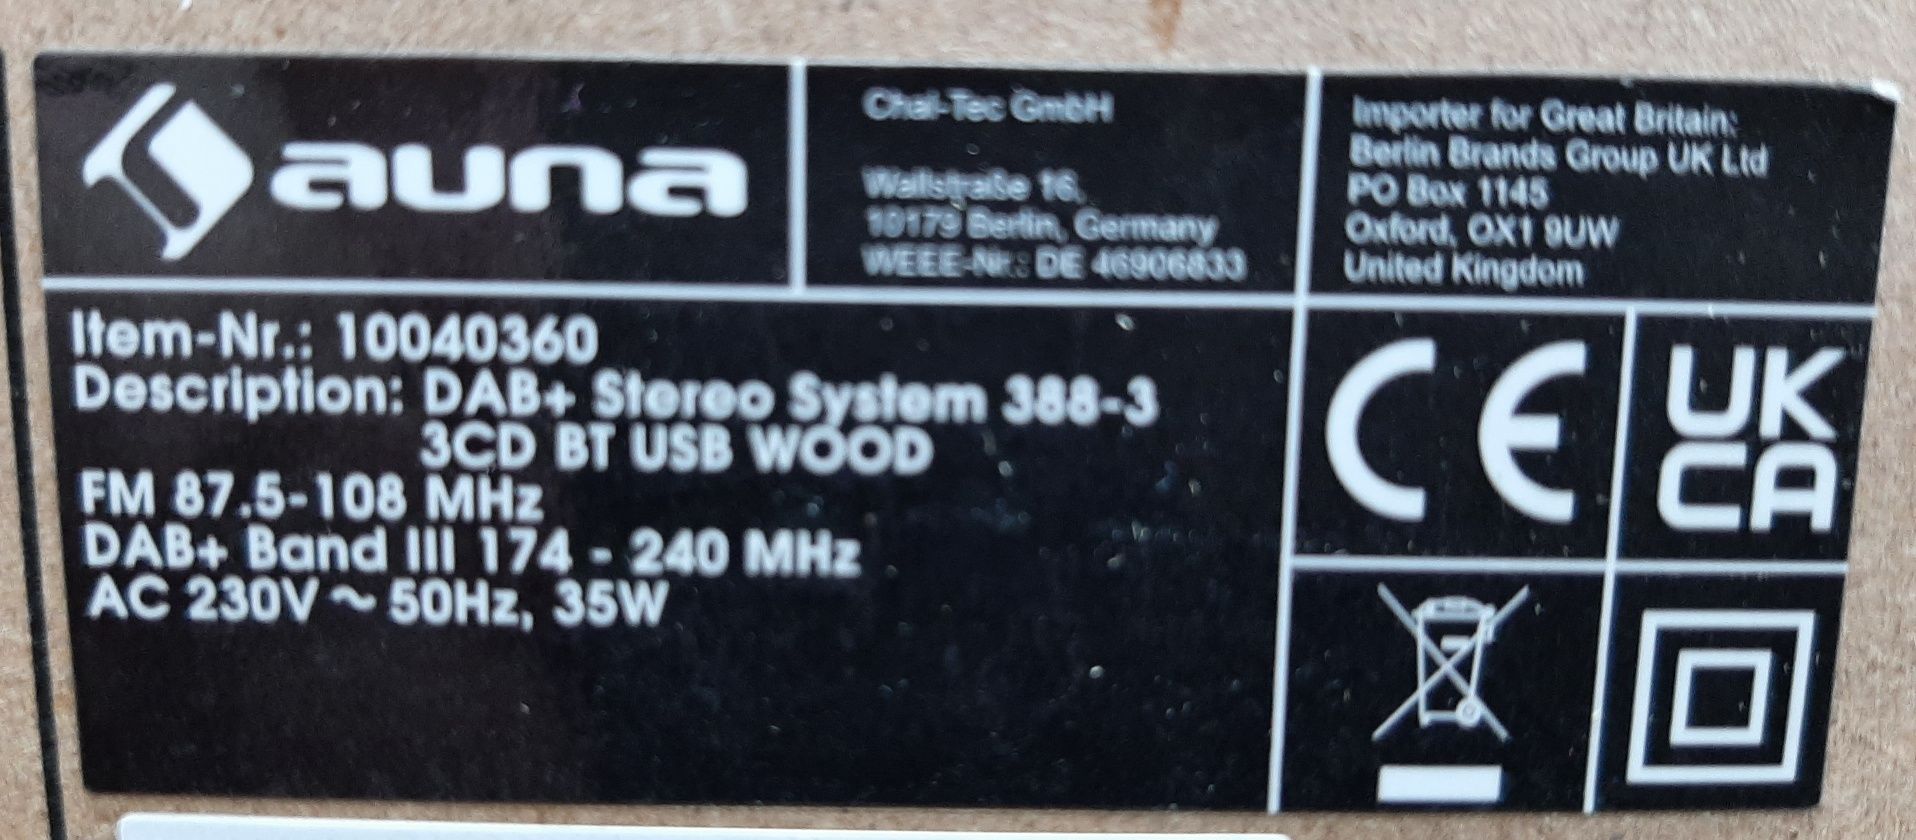 auna
Chal-Tec GmbH
Wallstraße 16,
10179 Berlin, Germany
WEEE-Nr.: DE 46906833
Importer for Great Britain:
Berlin Brands Group UK Ltd
PO Box 1145
Oxford, OX1 9UW
United Kingdom
Item-Nr.: 10040360
Description: DAB+ Stereo System 388-3
3CD BT USB WOOD
FM 87.5-108 MHz
DAB+ Band III 174 - 240 MHz
AC 230V ~ 50Hz, 35W
CE
UK
CA